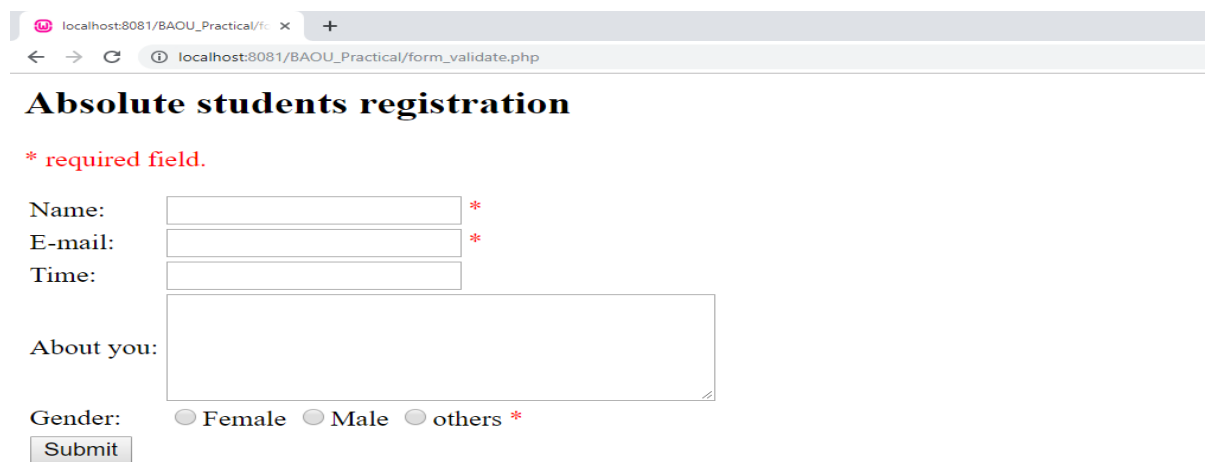 localhost:8081/BAOU_Practical/fo
localhost:8081/BAOU_Practical/form_validate.php
Absolute students registration
* required field.
Name: *
E-mail: *
Time:
About you:
Gender: Female Male others *
Submit